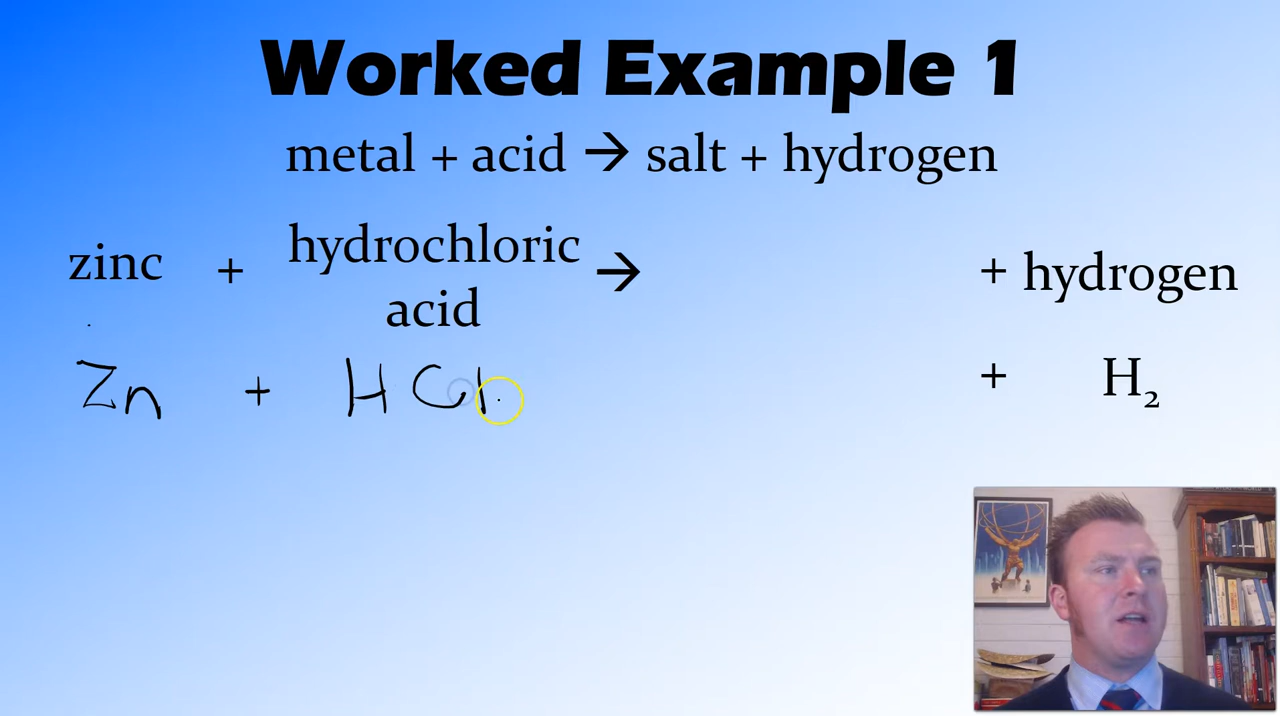 Worked Example 1
metal + acid → salt + hydrogen
zinc + hydrochloric acid → + hydrogen
Zn + HCl + H₂